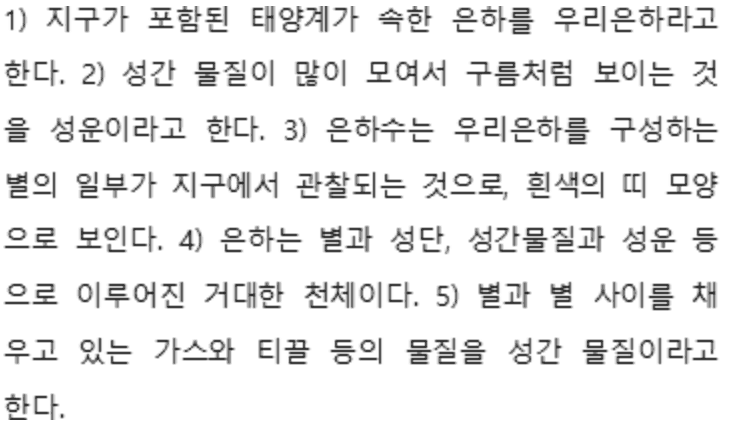 1) 지구가 포함된 태양계가 속한 은하를 우리은하라고
한다. 2) 성간 물질이 많이 모여서 구름처럼 보이는 것
을 성운이라고 한다. 3) 은하수는 우리은하를 구성하는
별의 일부가 지구에서 관찰되는 것으로, 흰색의 띠 모양
으로 보인다. 4) 은하는 별과 성단, 성간물질과 성운 등
으로 이루어진 거대한 천체이다. 5) 별과 별 사이를 채
우고 있는 가스와 티끌 등의 물질을 성간 물질이라고
한다.